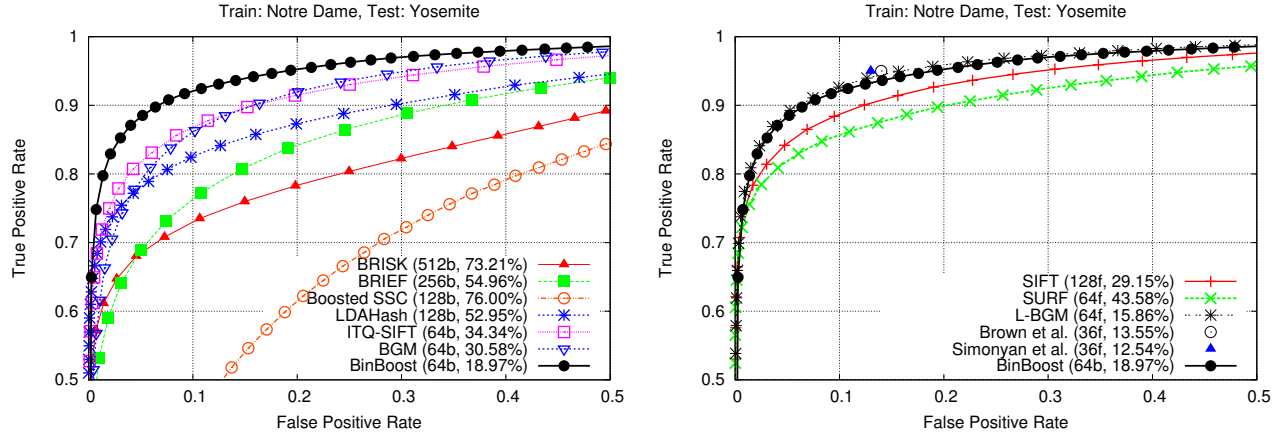 Train: Notre Dame, Test: Yosemite
True Positive Rate
1
0.9
0.8
0.7
0.6
0.5
BRISK (512b, 73.21%)
BRIEF (256b, 54.96%)
Boosted SSC (128b, 76.00%)
LDAHash (128b, 52.95%)
ITQ-SIFT (64b, 34.34%)
BGM (64b, 30.58%)
BinBoost (64b, 18.97%)
0 0.1 0.2 0.3 0.4 0.5
False Positive Rate
Train: Notre Dame, Test: Yosemite
True Positive Rate
1
0.9
0.8
0.7
0.6
0.5
SIFT (128f, 29.15%)
SURF (64f, 43.58%)
L-BGM (64f, 15.86%)
Brown et al. (36f, 13.55%)
Simonyan et al. (36f, 12.54%)
BinBoost (64b, 18.97%)
0 0.1 0.2 0.3 0.4 0.5
False Positive Rate